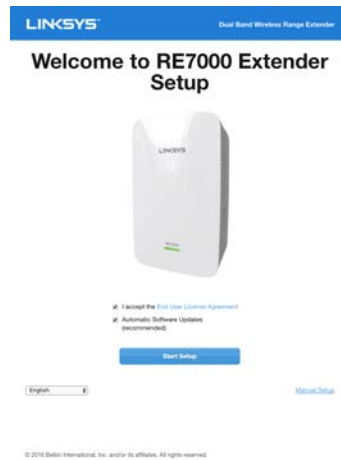 LINKSYS
Dual Band Wireless Range Extender
Welcome to RE7000 Extender
Setup
LINKSYS
I accept the End User License Agreement
Automatic Software Updates
(recommended)
Start Setup
English
Manual Setup
© 2016 Belkin International, Inc. and/or its affiliates. All rights reserved.